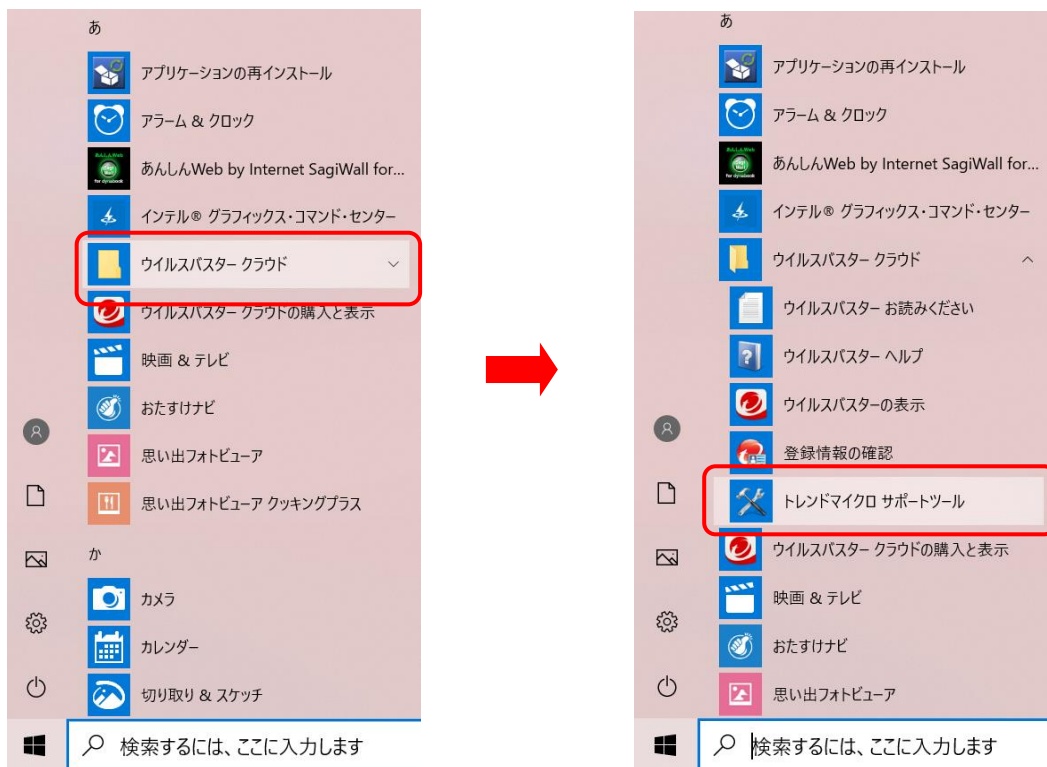 あ
アプリケーションの再インストール
アラーム & クロック
あんしんWeb by Internet SagiWall for...
インテル® グラフィックス・コマンド・センター
ウイルスバスター クラウド
ウイルスバスター クラウドの購入と表示
映画 & テレビ
おたすけナビ
思い出フォトビューア
思い出フォトビューア クッキングプラス
か
カメラ
カレンダー
切り取り & スケッチ
検索するには、ここに入力します
あ
アプリケーションの再インストール
アラーム & クロック
あんしんWeb by Internet SagiWall for...
インテル® グラフィックス・コマンド・センター
ウイルスバスター クラウド
ウイルスバスター お読みください
ウイルスバスター ヘルプ
ウイルスバスターの表示
登録情報の確認
トレンドマイクロ サポートツール
ウイルスバスター クラウドの購入と表示
映画 & テレビ
おたすけナビ
思い出フォトビューア
検索するには、ここに入力します